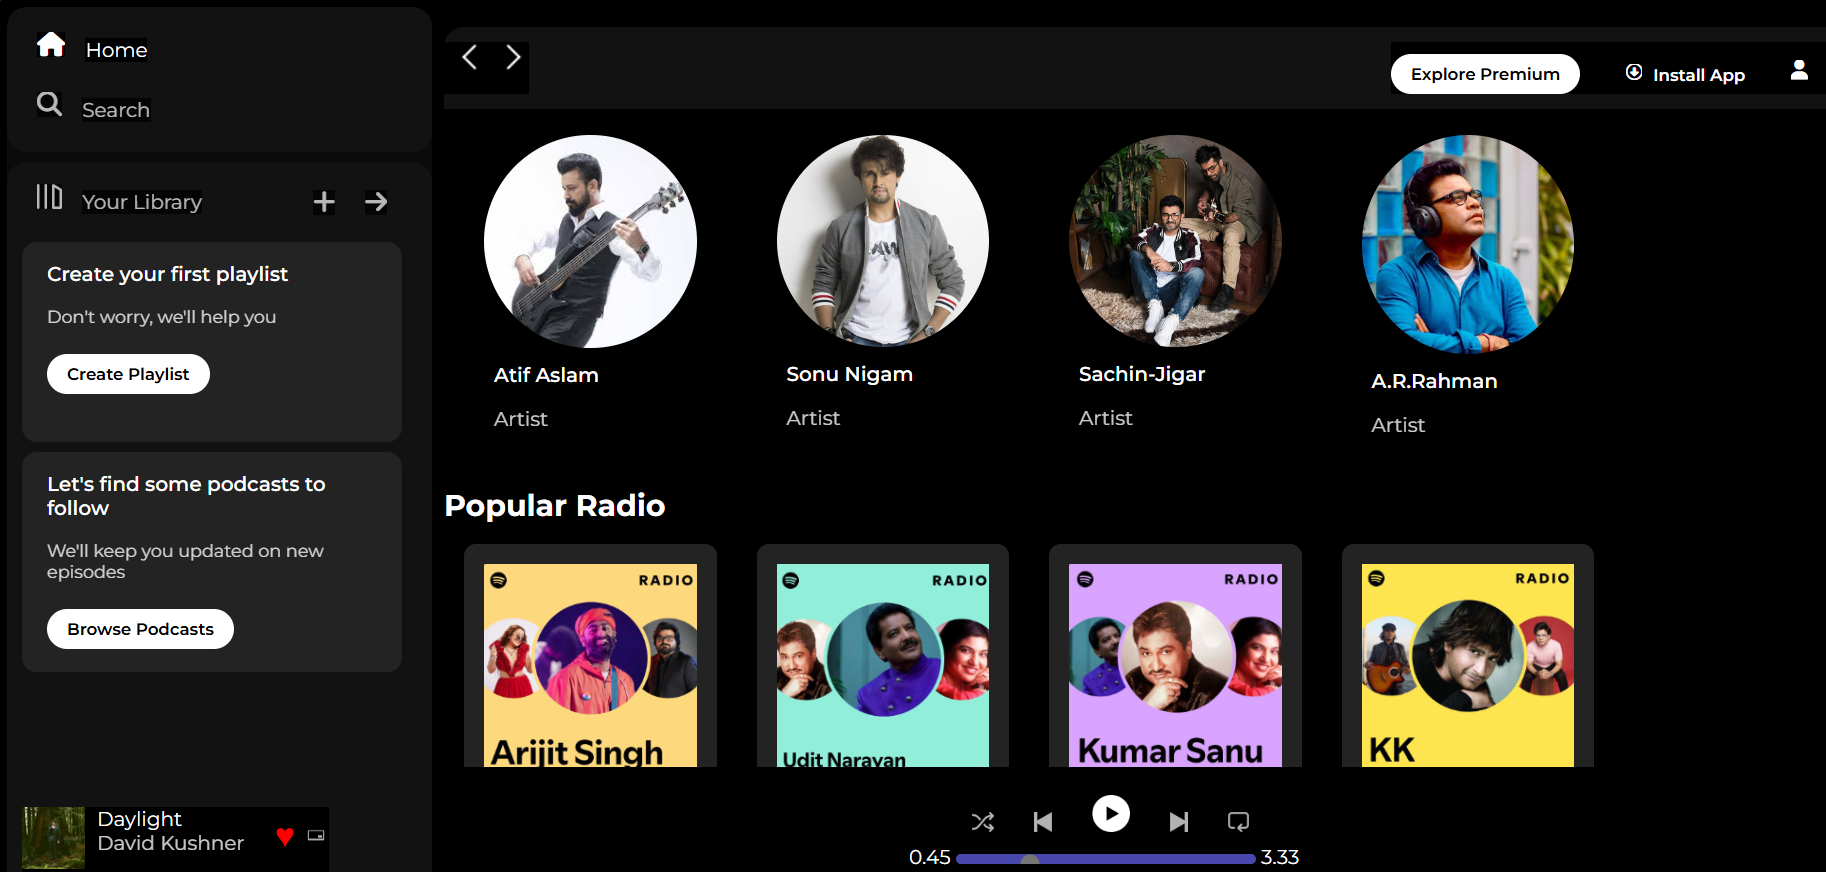 Home
Search
Your Library
Create your first playlist
Don't worry, we'll help you
Create Playlist
Let's find some podcasts to
follow
We'll keep you updated on new
episodes
Browse Podcasts
Daylight
David Kushner
Explore Premium
Install App
Atif Aslam
Artist
Sonu Nigam
Artist
Sachin-Jigar
Artist
A.R.Rahman
Artist
Popular Radio
RADIO
Arijit Singh
RADIO
Udit Narayan
RADIO
Kumar Sanu
RADIO
KK
0.45
3.33